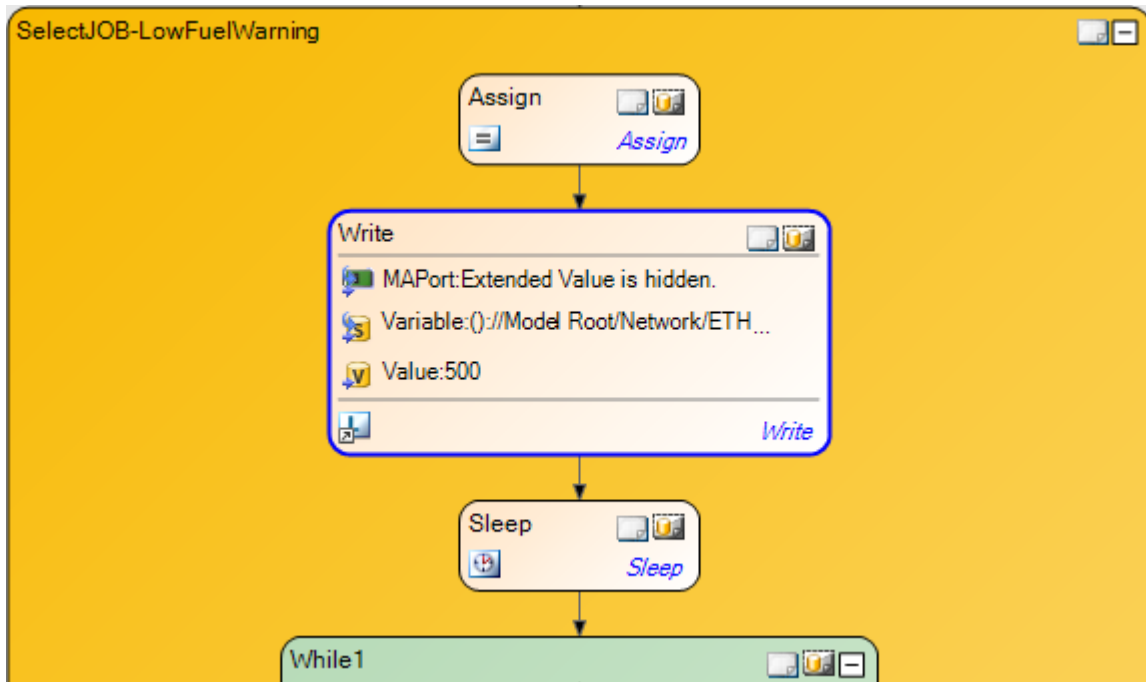 SelectJOB-LowFuelWarning
Assign
Assign
Write
MAPort:Extended Value is hidden.
Variable:()://Model Root/Network/ETH...
Value:500
Write
Sleep
Sleep
While1